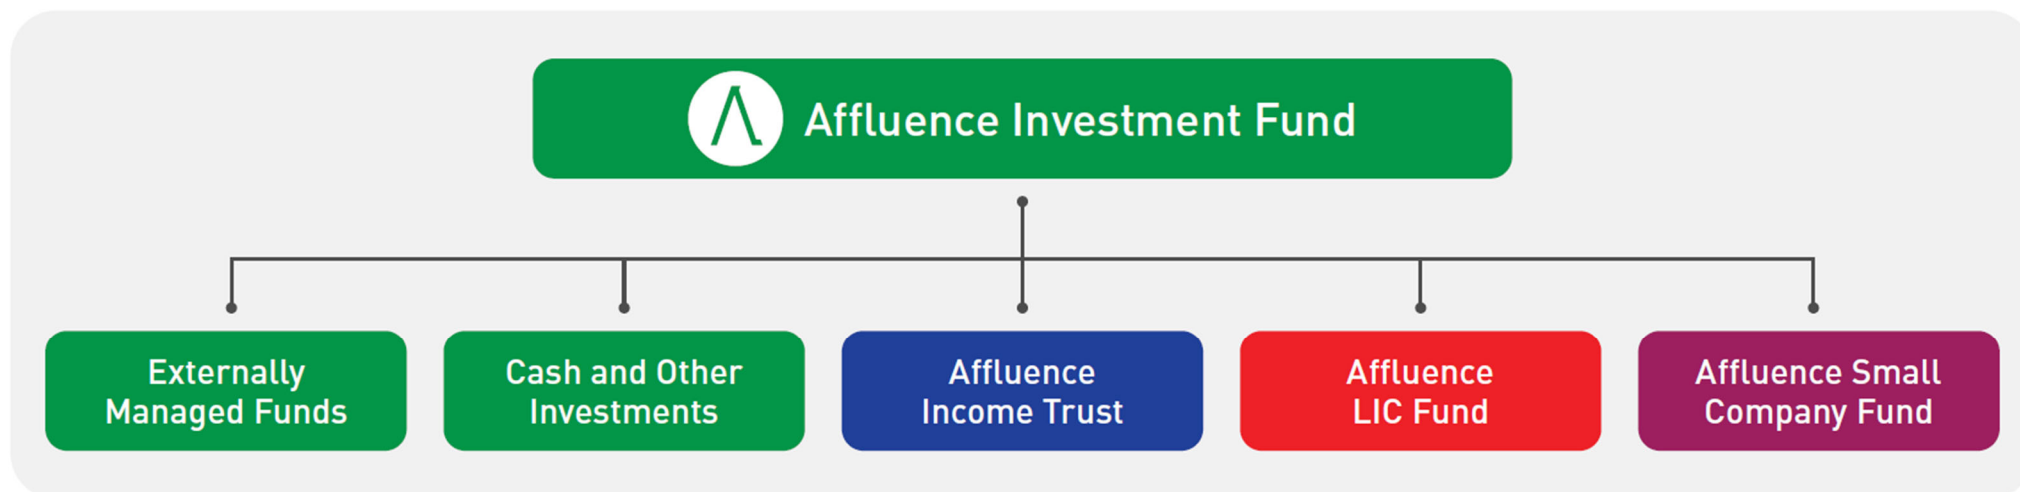 Affluence Investment Fund
Externally
Managed Funds
Cash and Other
Investments
Affluence
Income Trust
Affluence
LIC Fund
Affluence Small
Company Fund